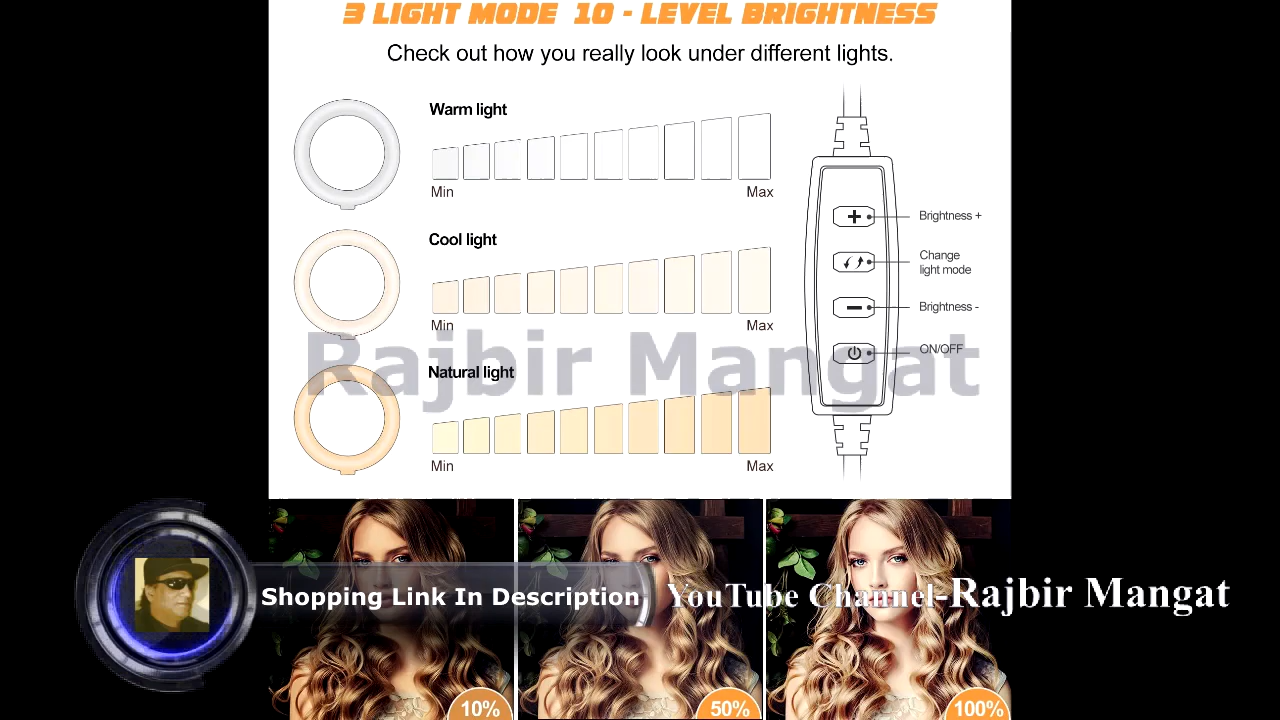 3 LIGHT MODE 10 - LEVEL BRIGHTNESS
Check out how you really look under different lights.
Warm light
Min
Max
Cool light
Min
Max
Natural light
Min
Max
Brightness +
Change
light mode
Brightness -
ON/OFF
Rajbir Mangat
Shopping Link In Description
YouTube Channel-Rajbir Mangat
10%
50%
100%